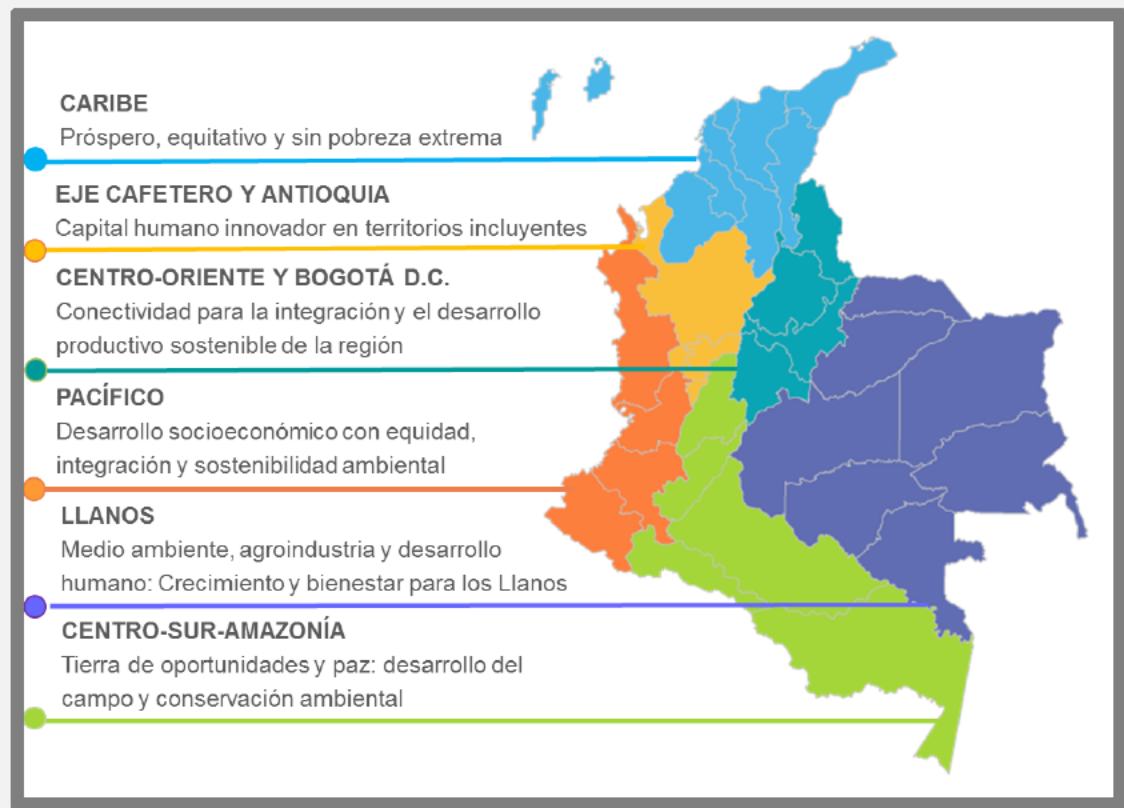 CARIBE
Próspero, equitativo y sin pobreza extrema
EJE CAFETERO Y ANTIOQUIA
Capital humano innovador en territorios incluyentes
CENTRO-ORIENTE Y BOGOTÁ D.C.
Conectividad para la integración y el desarrollo
productivo sostenible de la región
PACÍFICO
Desarrollo socioeconómico con equidad,
integración y sostenibilidad ambiental
LLANOS
Medio ambiente, agroindustria y desarrollo
humano: Crecimiento y bienestar para los Llanos
CENTRO-SUR-AMAZONÍA
Tierra de oportunidades y paz: desarrollo del
campo y conservación ambiental